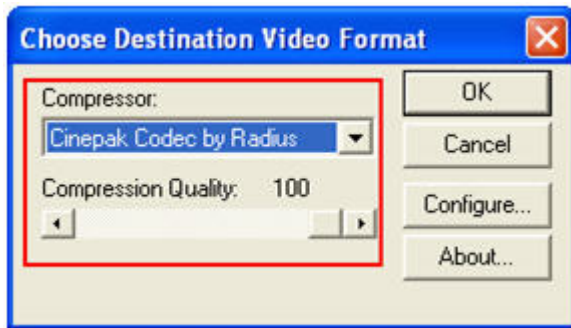 Choose Destination Video Format
Compressor:
Cinepak Codec by Radius
Compression Quality: 100
OK
Cancel
Configure...
About...